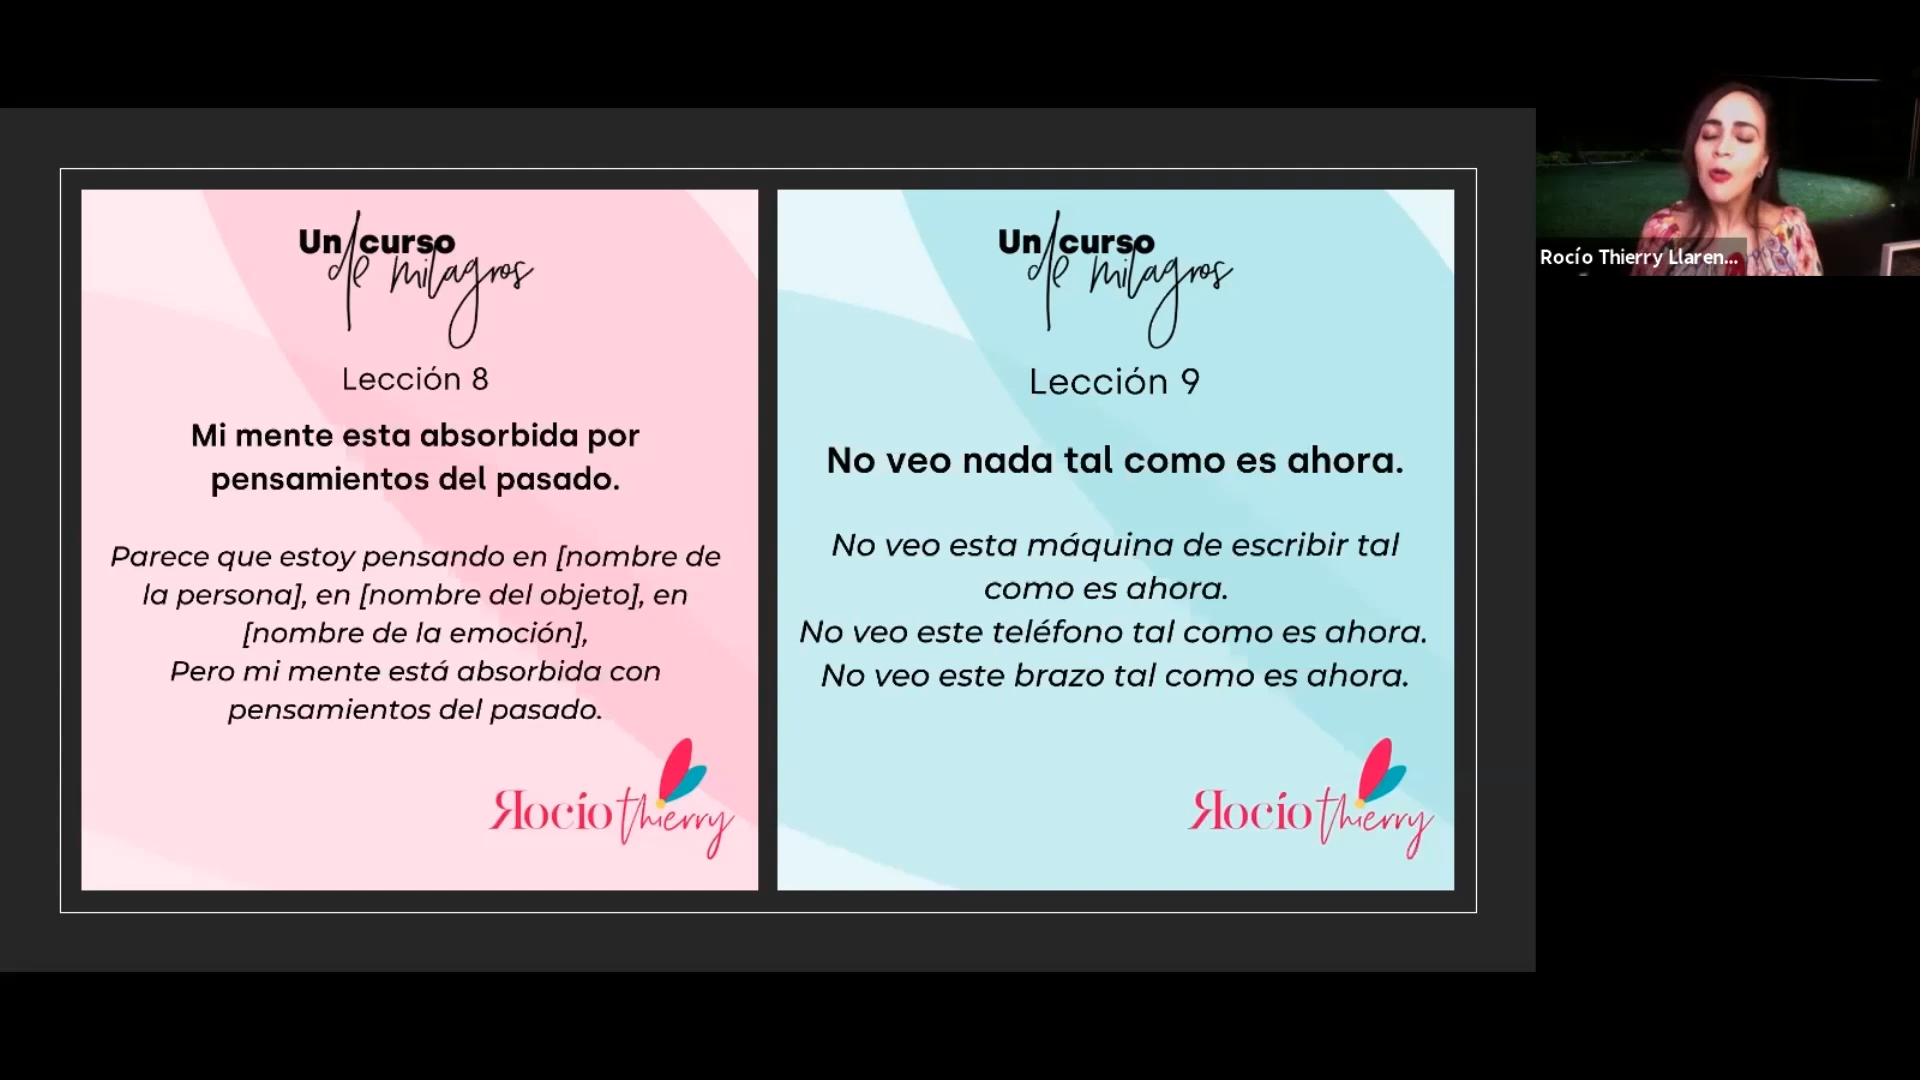 Un curso
de milagros
Lección 8
Mi mente esta absorbida por
pensamientos del pasado.
Parece que estoy pensando en [nombre de
la persona], en [nombre del objeto], en
[nombre de la emoción],
Pero mi mente está absorbida con
pensamientos del pasado.
Rocío thierry
Un curso
de milagros
Lección 9
No veo nada tal como es ahora.
No veo esta máquina de escribir tal
como es ahora.
No veo este teléfono tal como es ahora.
No veo este brazo tal como es ahora.
Rocío thierry
Rocío Thierry Llaren...